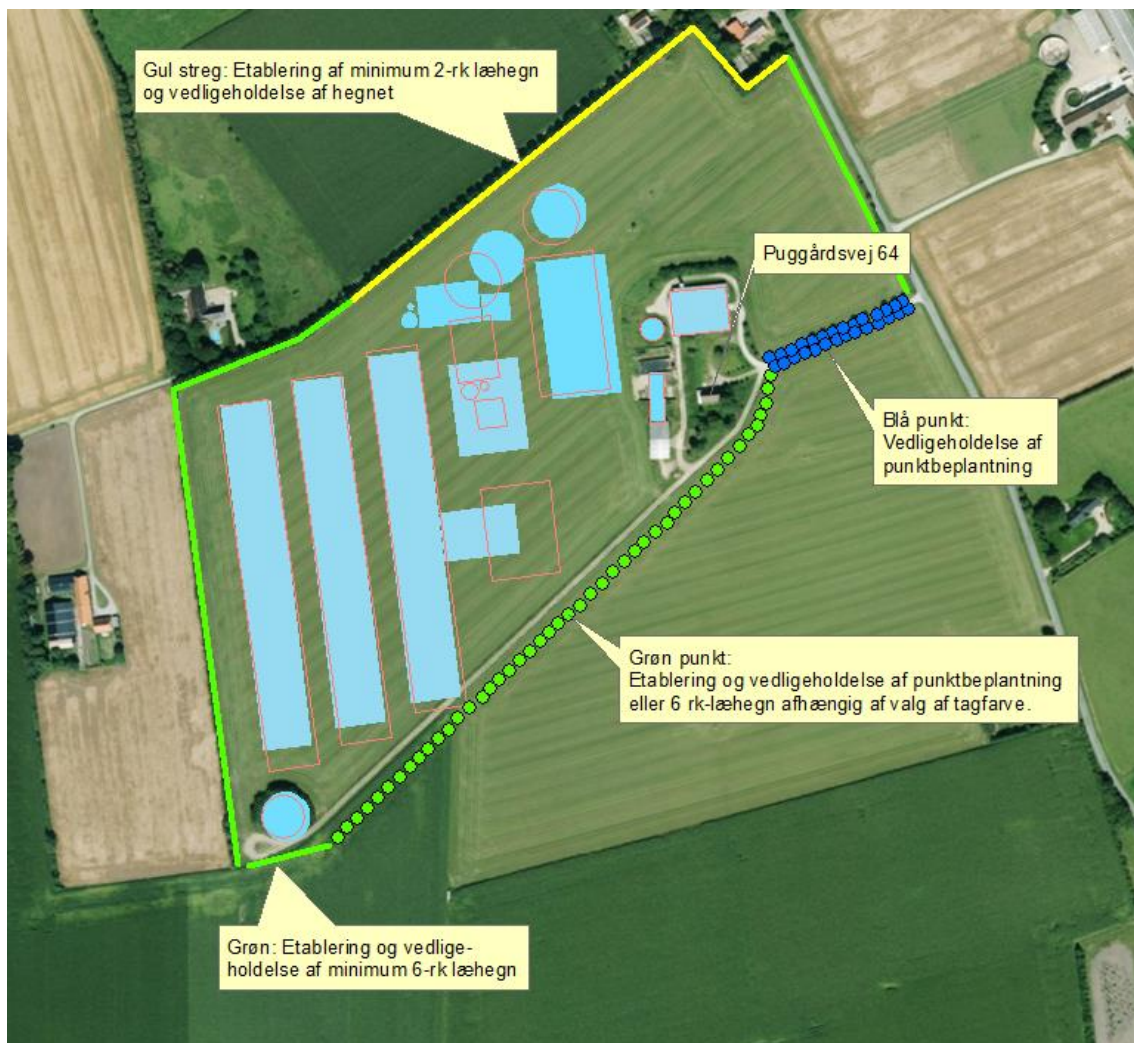 Gul streg: Etablering af minimum 2-rk læhegn
og vedligeholdelse af hegnet
Puggårdsvej 64
Blå punkt:
Vedligeholdelse af
punktbeplantning
Grøn punkt:
Etablering og vedligeholdelse af punktbeplantning
eller 6 rk-læhegn afhængig af valg af tagfarve.
Grøn: Etablering og vedlige-
holdelse af minimum 6-rk læhegn